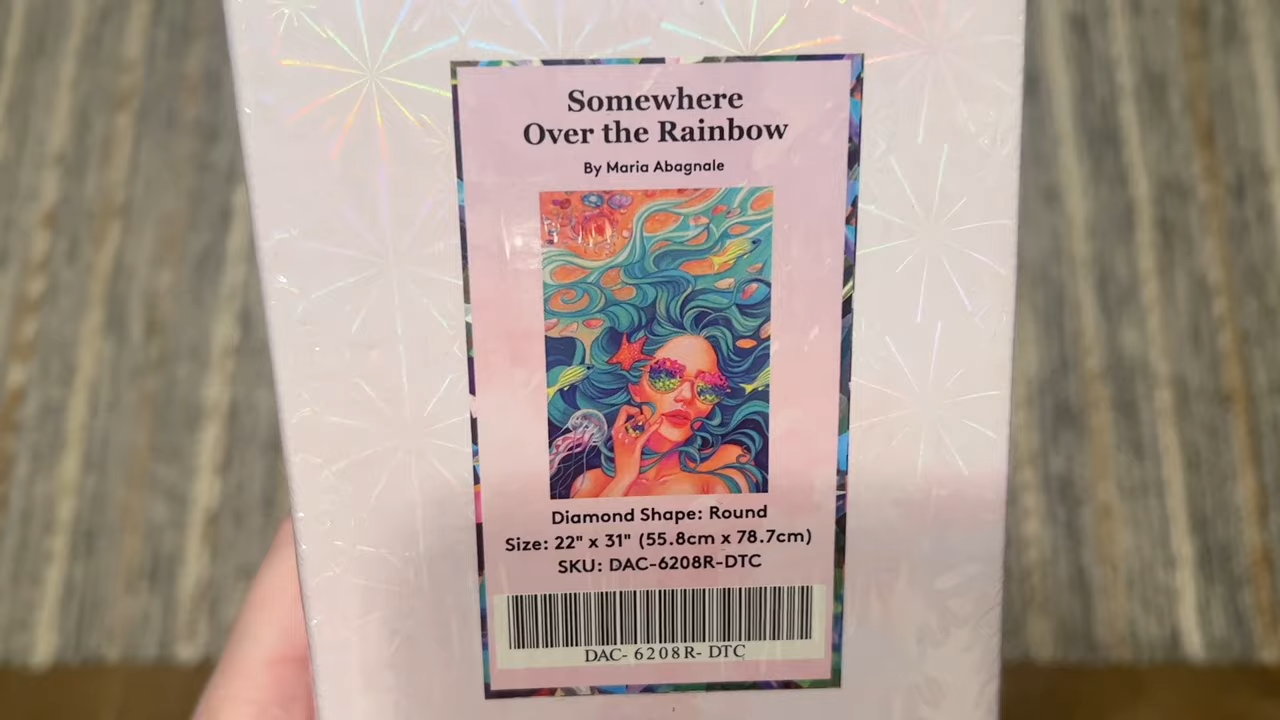 Somewhere
Over the Rainbow
By Maria Abagnale
Diamond Shape: Round
Size: 22" x 31" (55.8cm x 78.7cm)
SKU: DAC-6208R-DTC
DAC- 6208R- DTC